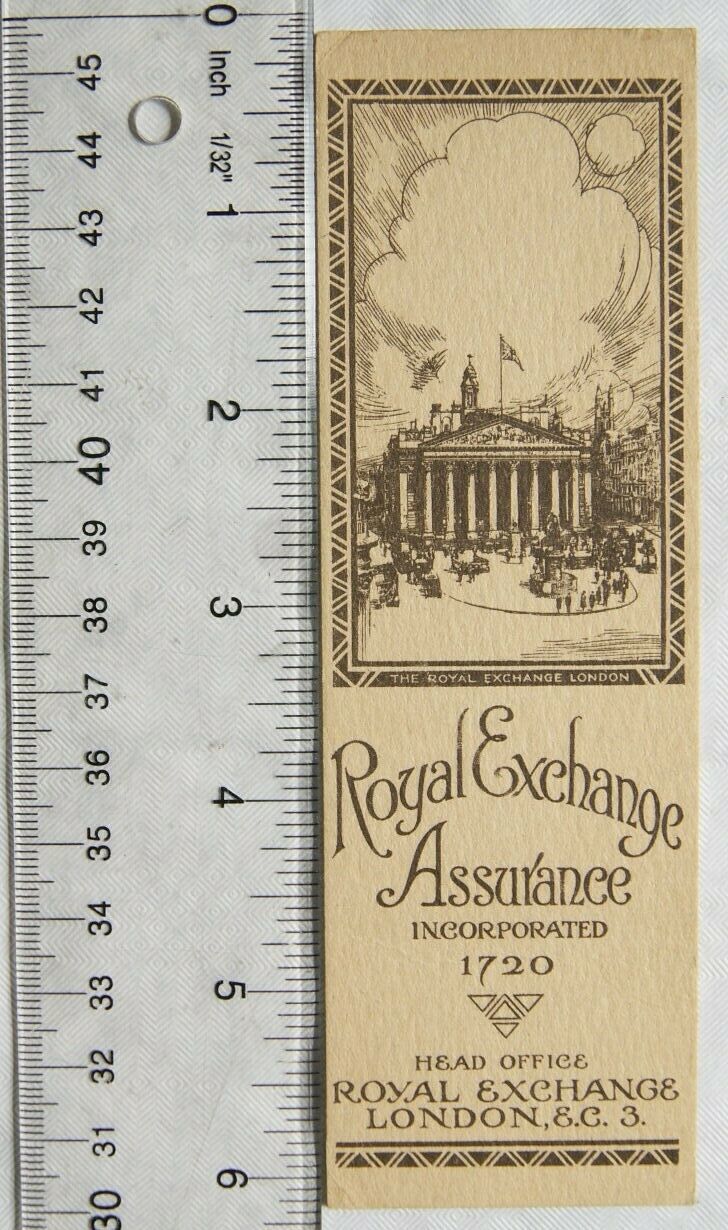 0 Inch 1/32"
1
2
3
4
5
6
45
44
43
42
41
40
39
38
37
36
35
34
33
32
31
30
THE ROYAL EXCHANGE LONDON
Royal Exchange
Assurance
INCORPORATED
1720
HEAD OFFICE
ROYAL EXCHANGE
LONDON, E.C. 3.